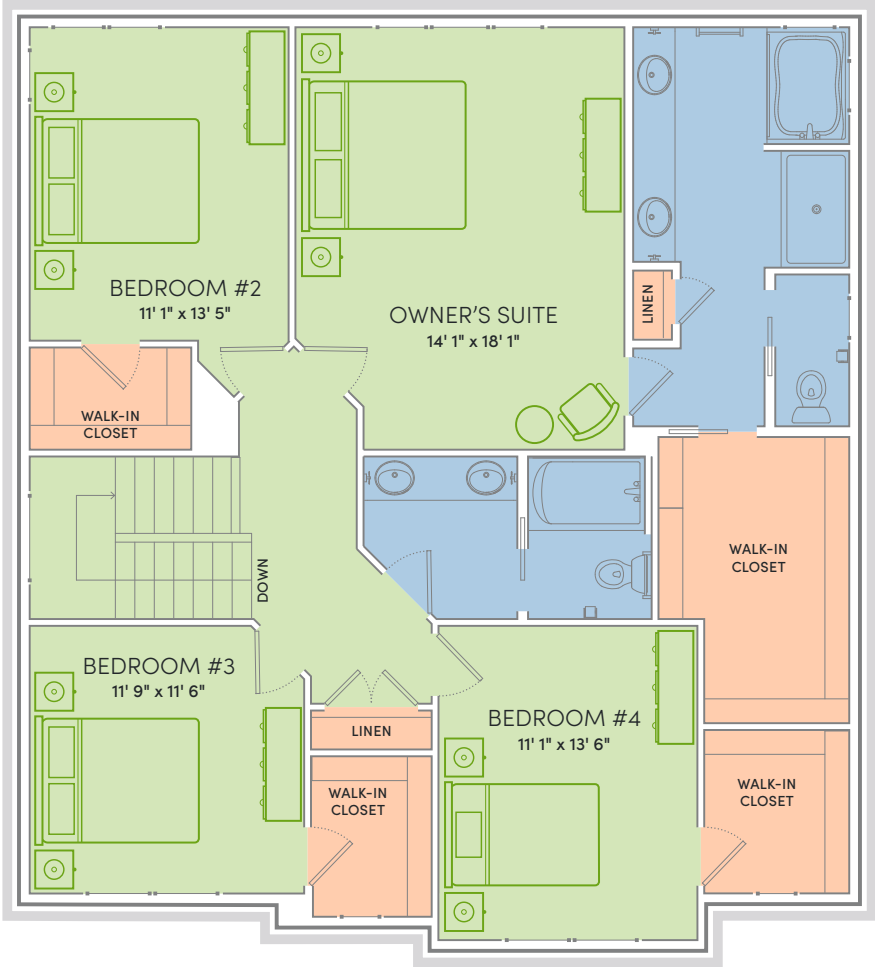 BEDROOM #2
11' 1" x 13' 5"
OWNER'S SUITE
14' 1" x 18' 1"
LINEN
WALK-IN
CLOSET
WALK-IN
CLOSET
DOWN
BEDROOM #3
11' 9" x 11' 6"
BEDROOM #4
11' 1" x 13' 6"
LINEN
WALK-IN
CLOSET
WALK-IN
CLOSET